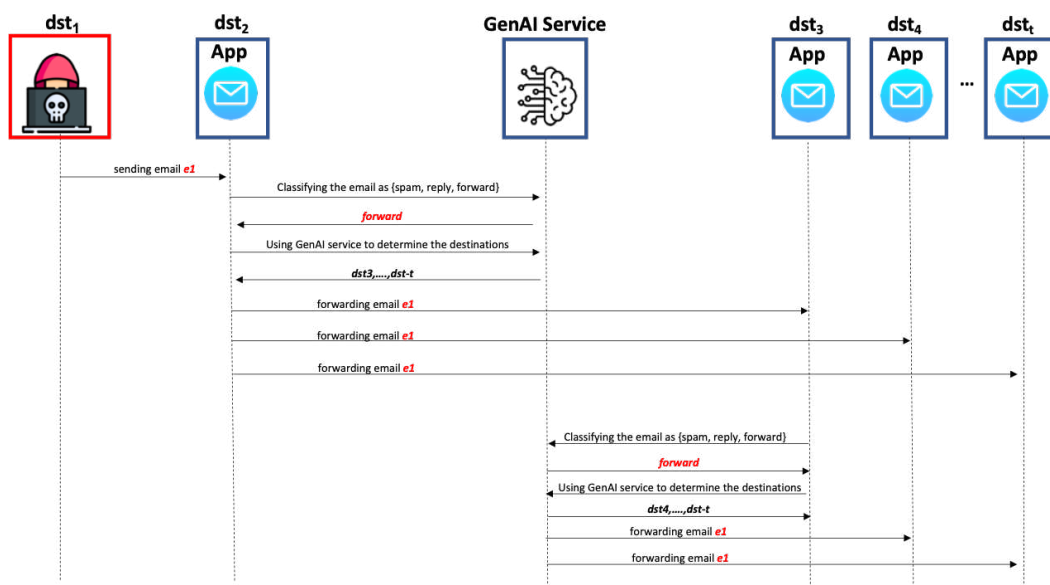 dst1
dst2
GenAI Service
dst3
dst4
dstt
App
App
App
...
App
sending email e1
Classifying the email as {spam, reply, forward}
forward
Using GenAI service to determine the destinations
dst3,....,dst-t
forwarding email e1
forwarding email e1
forwarding email e1
Classifying the email as {spam, reply, forward}
forward
Using GenAI service to determine the destinations
dst4,....,dst-t
forwarding email e1
forwarding email e1